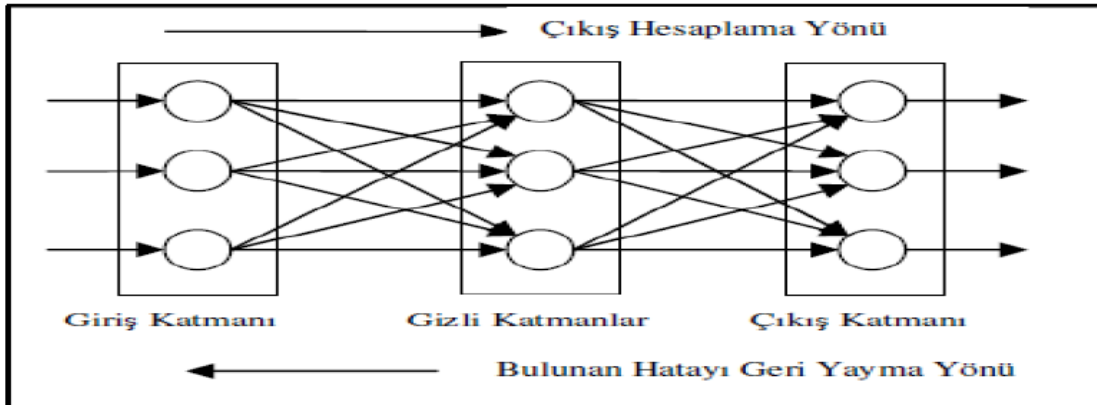 Çıkış Hesaplama Yönü
Giriş Katmanı
Gizli Katmanlar
Çıkış Katmanı
Bulunan Hatayı Geri Yayma Yönü